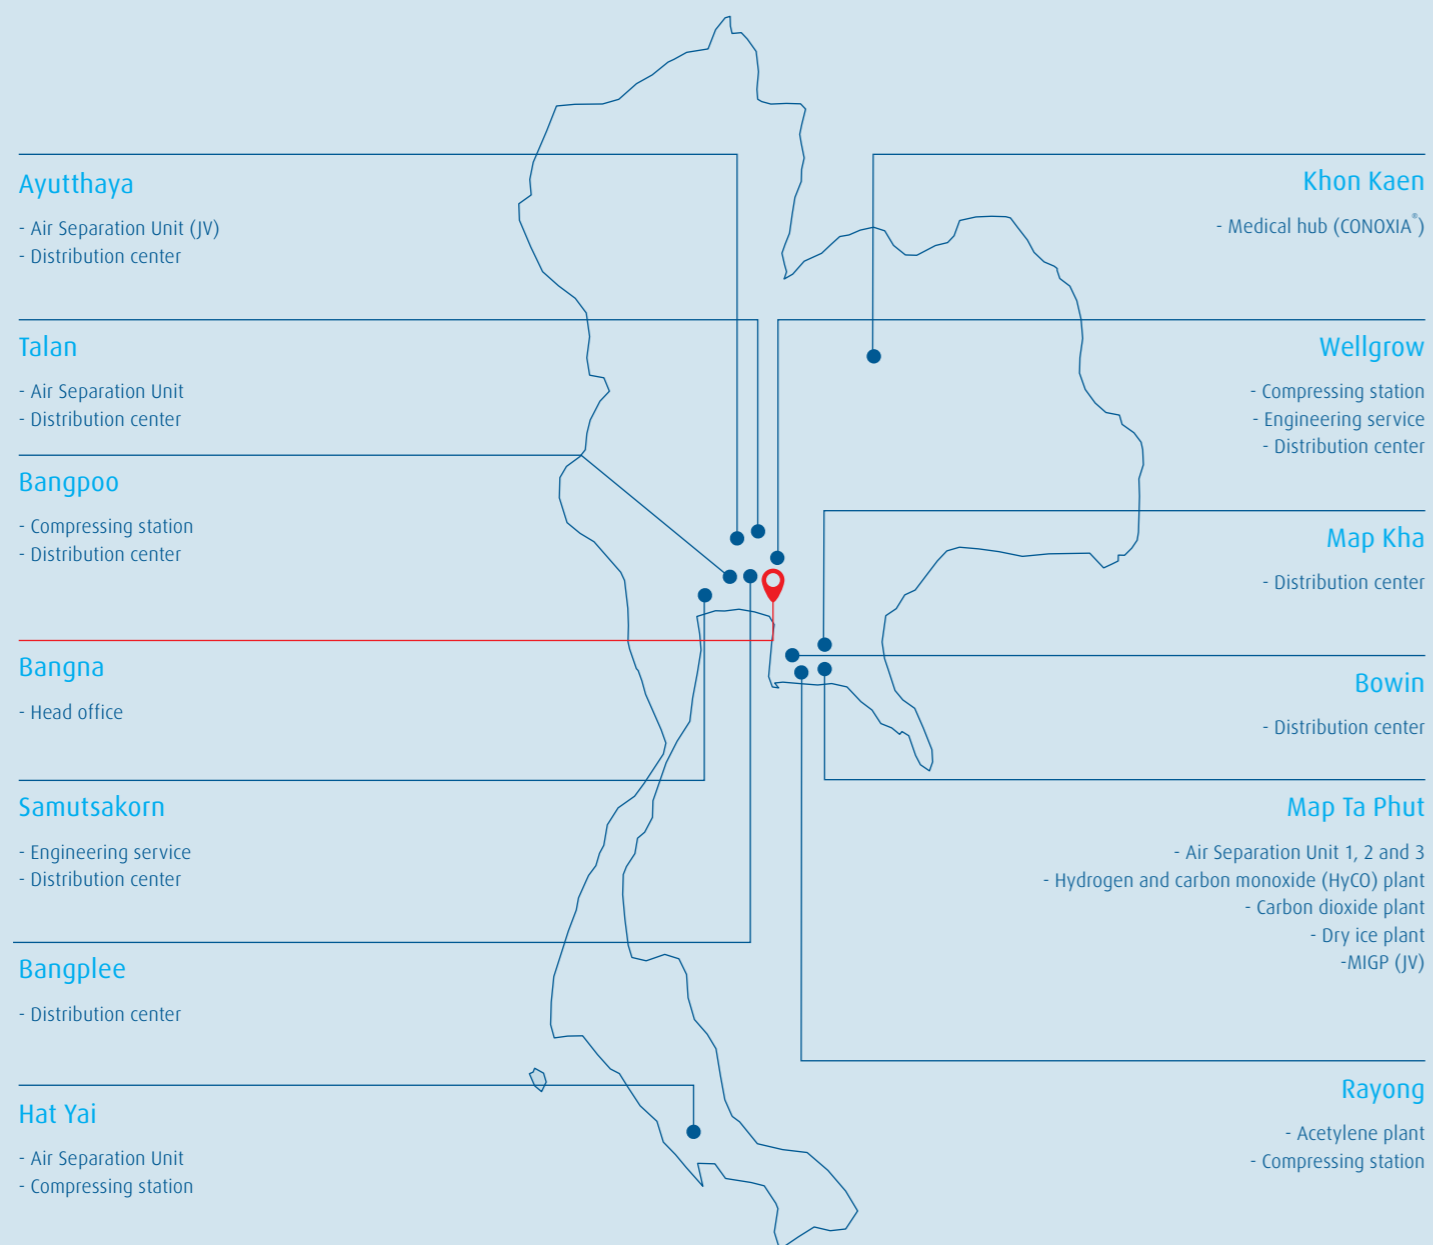 Ayutthaya
- Air Separation Unit (JV)
- Distribution center
Talan
- Air Separation Unit
- Distribution center
Bangpoo
- Compressing station
- Distribution center
Bangna
- Head office
Samutsakorn
- Engineering service
- Distribution center
Bangplee
- Distribution center
Hat Yai
- Air Separation Unit
- Compressing station
Khon Kaen
- Medical hub (CONOXIA®)
Wellgrow
- Compressing station
- Engineering service
- Distribution center
Map Kha
- Distribution center
Bowin
- Distribution center
Map Ta Phut
- Air Separation Unit 1, 2 and 3
- Hydrogen and carbon monoxide (HyCO) plant
- Carbon dioxide plant
- Dry ice plant
-MIGP (JV)
Rayong
- Acetylene plant
- Compressing station